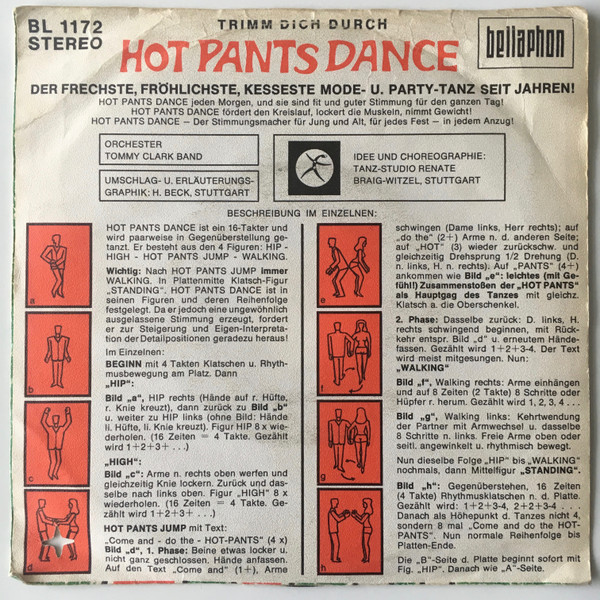 BL 1172
STEREO
TRIMM DICH DURCH
HOT PANTS DANCE
bellaphon
DER FRECHSTE, FRÖHLICHSTE, KESSESTE MODE- U. PARTY-TANZ SEIT JAHREN!
HOT PANTS DANCE jeden Morgen, und sie sind fit und guter Stimmung für den ganzen Tag!
HOT PANTS DANCE fördert den Kreislauf, lockert die Muskeln, nimmt Gewicht!
HOT PANTS DANCE – Der Stimmungsmacher für Jung und Alt, für jedes Fest – in jedem Anzug!
ORCHESTER
TOMMY CLARK BAND
UMSCHLAG- U. ERLÄUTERUNGS-
GRAPHIK: H. BECK, STUTTGART
IDEE UND CHOREOGRAPHIE:
TANZ-STUDIO RENATE
BRAIG-WITZEL, STUTTGART
BESCHREIBUNG IM EINZELNEN:
HOT PANTS DANCE ist ein 16-Takter und
wird paarweise in Gegenüberstellung ge-
tanzt. Er besteht aus den 4 Figuren: HIP -
HIGH - HOT PANTS JUMP - WALKING.
Wichtig: Nach HOT PANTS JUMP immer
WALKING. In Plattenmitte Klatsch-Figur
„STANDING". HOT PANTS DANCE ist in
seinen Figuren und deren Reihenfolge
festgelegt. Da er jedoch eine ungewöhnlich
ausgelassene Stimmung erzeugt, fordert
er zur Steigerung und Eigen-Interpreta-
tion der Detailpositionen geradezu heraus!
Im Einzelnen:
BEGINN mit 4 Takten Klatschen u. Rhyth-
musbewegung am Platz. Dann
„HIP":
Bild „a", HIP rechts (Hände auf r. Hüfte,
r. Knie kreuzt), dann zurück zu Bild „b"
u. weiter zu HIP links (ohne Bild: Hände
li. Hüfte, li. Knie kreuzt). Figur HIP 8 x wie-
derholen. (16 Zeiten = 4 Takte. Gezählt
wird 1+2+3+ ...)
„HIGH":
Bild „c": Arme n. rechts oben werfen und
gleichzeitig Knie lockern. Zurück und das-
selbe nach links oben. Figur "HIGH" 8 x
wiederholen. (16 Zeiten = 4 Takte. Ge-
zählt wird 1+2+3+ ...)
HOT PANTS JUMP mit Text:
„Come and - do the - HOT-PANTS" (4 x)
Bild „d", 1. Phase: Beine etwas locker u.
nicht ganz geschlossen. Hände anfassen.
Auf den Text „Come and" (1+), Arme
a
b
c
d
schwingen (Dame links, Herr rechts); auf
„do the" (2+) Arme n. d. anderen Seite;
auf „HOT" (3) wieder zurückschw. und
gleichzeitig Drehsprung 1/2 Drehung (D.
n. links, H. n. rechts). Auf „PANTS" (4+)
ankommen wie Bild „e": leichtes (mit Ge-
fühl!) Zusammenstoßen der „HOT PANTS"
als Hauptgag des Tanzes mit gleichz.
Klatsch a. die Oberschenkel.
2. Phase: Dasselbe zurück: D. links, H.
rechts schwingend beginnen, mit Rück-
kehr entspr. Bild „d" u. erneutem Hände-
fassen. Gezählt wird 1+2+3-4. Der Text
wird meist mitgesungen. Nun:
„WALKING"
Bild „f", Walking rechts: Arme einhängen
und auf 8 Zeiten (2 Takte) 8 Schritte oder
Hüpfer r. herum. Gezählt wird 1, 2, 3, 4 ...
Bild „g", Walking links: Kehrtwendung
der Partner mit Armwechsel u. dasselbe
8 Schritte n. links. Freie Arme oben oder
seitl. angewinkelt u. rhythmisch bewegt.
Nun dieselbe Folge „HIP" bis „WALKING"
nochmals, dann Mittelfigur "STANDING".
Bild „h": Gegenüberstehen, 16 Zeiten
(4 Takte) Rhythmusklatschen n. d. Platte.
Gezählt wird: 1+2+3-4, 2+2+3-4 . . .
Danach als Höhepunkt d. Tanzes nicht 4,
sondern 8 mal „Come and do the HOT-
PANTS". Nun normale Reihenfolge bis
Platten-Ende.
Die „B"-Seite d. Platte beginnt sofort mit
Fig. „HIP". Danach wie „A"-Seite.
e
f
g
h